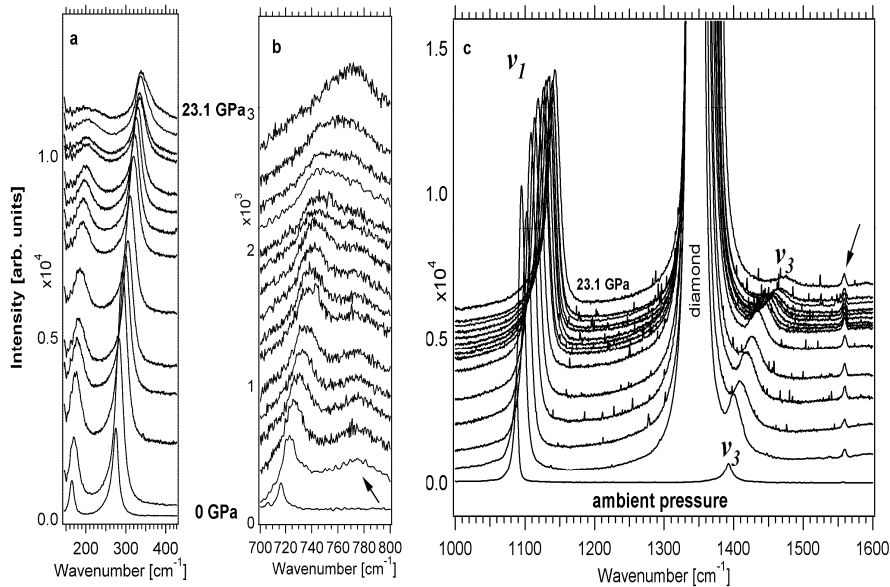 a
b
c
ν1
ν3
ν3
23.1 GPa
23.1 GPa
0 GPa
diamond
ambient pressure
Intensity [arb. units]
x10^4
1.0
0.5
0.0
x10^3
3
2
1
0
x10^4
1.5
1.0
0.5
0.0
200 300 400
700 720 740 760 780 800
1000 1100 1200 1300 1400 1500 1600
Wavenumber [cm-1]
Wavenumber [cm-1]
Wavenumber [cm-1]